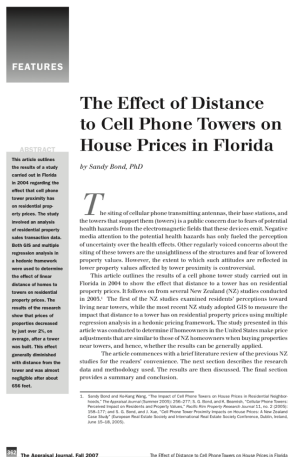 FEATURES
The Effect of Distance
to Cell Phone Towers on
House Prices in Florida
by Sandy Bond, PhD
ABSTRACT
This article outlines
the results of a study
carried out in Florida
in 2004 regarding the
effect that cell phone
tower proximity has
on residential prop-
erty prices. The study
involved an analysis
of residential property
sales transaction data.
Both GIS and multiple
regression analysis in
a hedonic framework
were used to determine
the effect of linear
distance of homes to
towers on residential
property prices. The
results of the research
show that prices of
properties decreased
by just over 2%, on
average, after a tower
was built. This effect
generally diminished
with distance from the
tower and was almost
negligible after about
656 feet.
The siting of cellular phone transmitting antennas, their base stations, and
the towers that support them (towers) is a public concern due to fears of potential
health hazards from the electromagnetic fields that these devices emit. Negative
media attention to the potential health hazards has only fueled the perception
of uncertainty over the health effects. Other regularly voiced concerns about the
siting of these towers are the unsightliness of the structures and fear of lowered
property values. However, the extent to which such attitudes are reflected in
lower property values affected by tower proximity is controversial.
This article outlines the results of a cell phone tower study carried out in
Florida in 2004 to show the effect that distance to a tower has on residential
property prices. It follows on from several New Zealand (NZ) studies conducted
in 2005.1 The first of the NZ studies examined residents' perceptions toward
living near towers, while the most recent NZ study adopted GIS to measure the
impact that distance to a tower has on residential property prices using multiple
regression analysis in a hedonic pricing framework. The study presented in this
article was conducted to determine if homeowners in the United States make price
adjustments that are similar to those of NZ homeowners when buying properties
near towers, and hence, whether the results can be generally applied.
The article commences with a brief literature review of the previous NZ
studies for the readers' convenience. The next section describes the research
data and methodology used. The results are then discussed. The final section
provides a summary and conclusion.
1. Sandy Bond and Ko-Kang Wang, "The Impact of Cell Phone Towers on House Prices in Residential Neighbor-
hoods," The Appraisal Journal (Summer 2005): 256–277; S. G. Bond, and K. Beamish, "Cellular Phone Towers:
Perceived Impact on Residents and Property Values," Pacific Rim Property Research Journal 11, no. 2 (2005):
158–177; and S. G. Bond, and J. Xue, "Cell Phone Tower Proximity Impacts on House Prices: A New Zealand
Case Study" (European Real Estate Society and International Real Estate Society Conference, Dublin, Ireland,
June 15–18, 2005).
362 The Appraisal Journal, Fall 2007 The Effect of Distance to Cell Phone Towers on House Prices in Florida